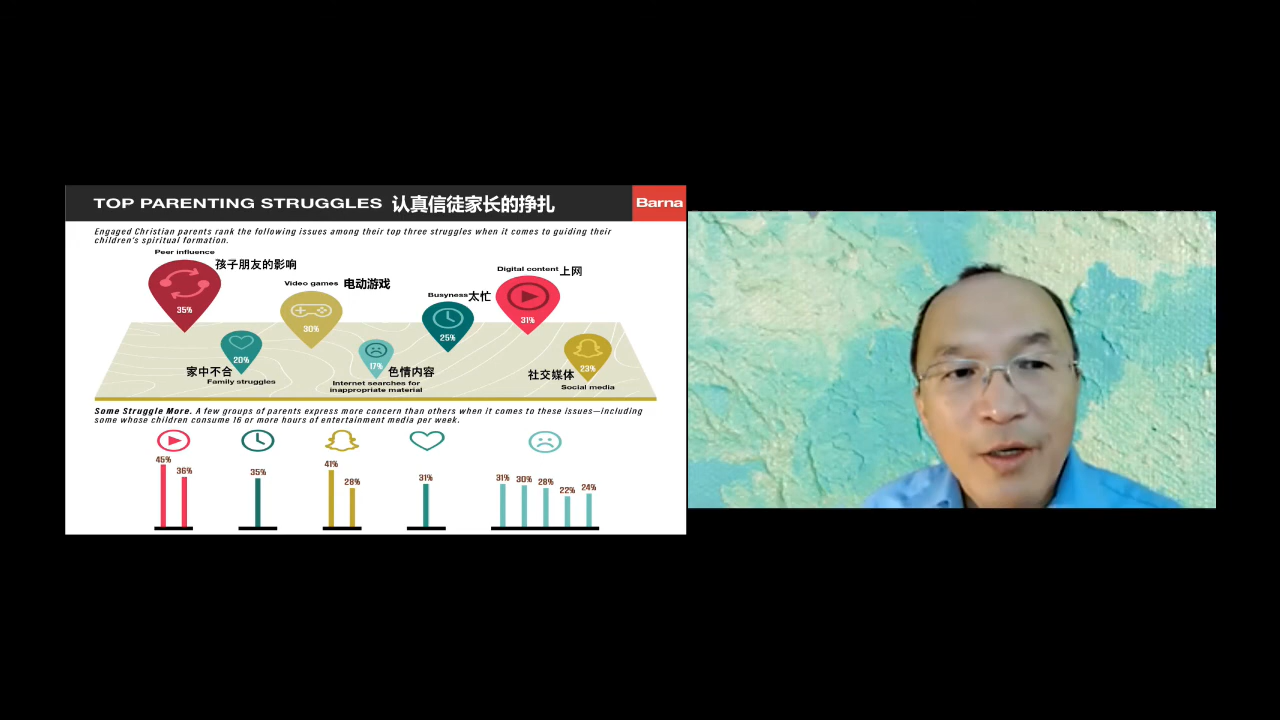 TOP PARENTING STRUGGLES 认真信徒家长的挣扎
Barna
Engaged Christian parents rank the following issues among their top three struggles when it comes to guiding their
children's spiritual formation.
Peer influence
孩子朋友的影响
35%
Video games 电动游戏
30%
Digital content 上网
31%
Busyness 太忙
25%
20%
家中不合
Family struggles
17%
色情内容
Internet searches for
inappropriate material
23%
社交媒体
Social media
Some Struggle More. A few groups of parents express more concern than others when it comes to these issues—including
some whose children consume 16 or more hours of entertainment media per week.
45%
36%
35%
41%
28%
31%
31%
30%
28%
22%
24%